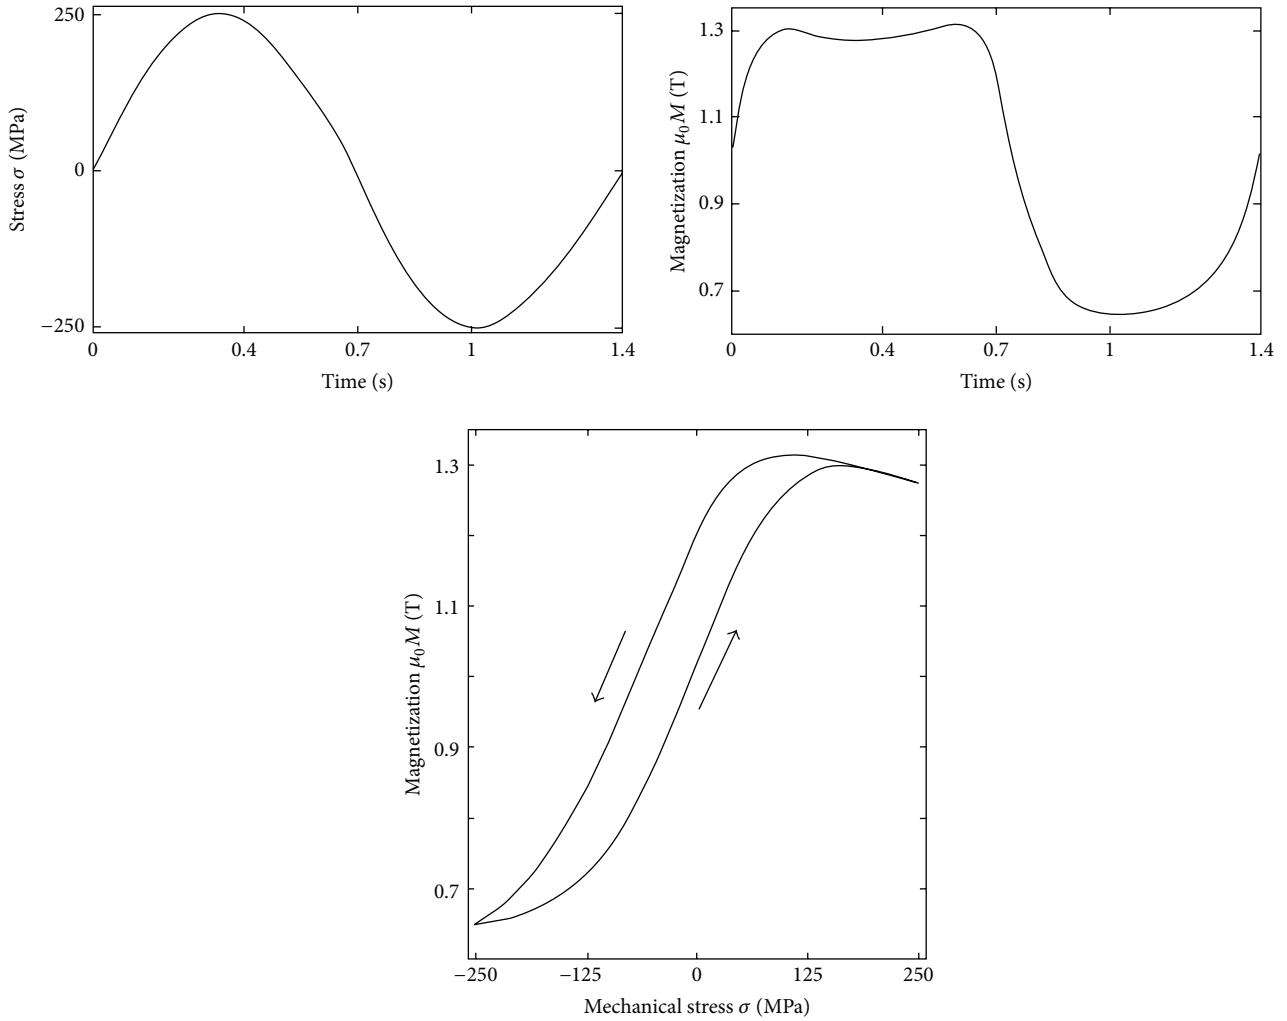 250
0
−250
Stress σ (MPa)
0 0.4 0.7 1 1.4
Time (s)
1.3
1.1
0.9
0.7
Magnetization μ₀M (T)
0 0.4 0.7 1 1.4
Time (s)
1.3
1.1
0.9
0.7
Magnetization μ₀M (T)
−250 −125 0 125 250
Mechanical stress σ (MPa)